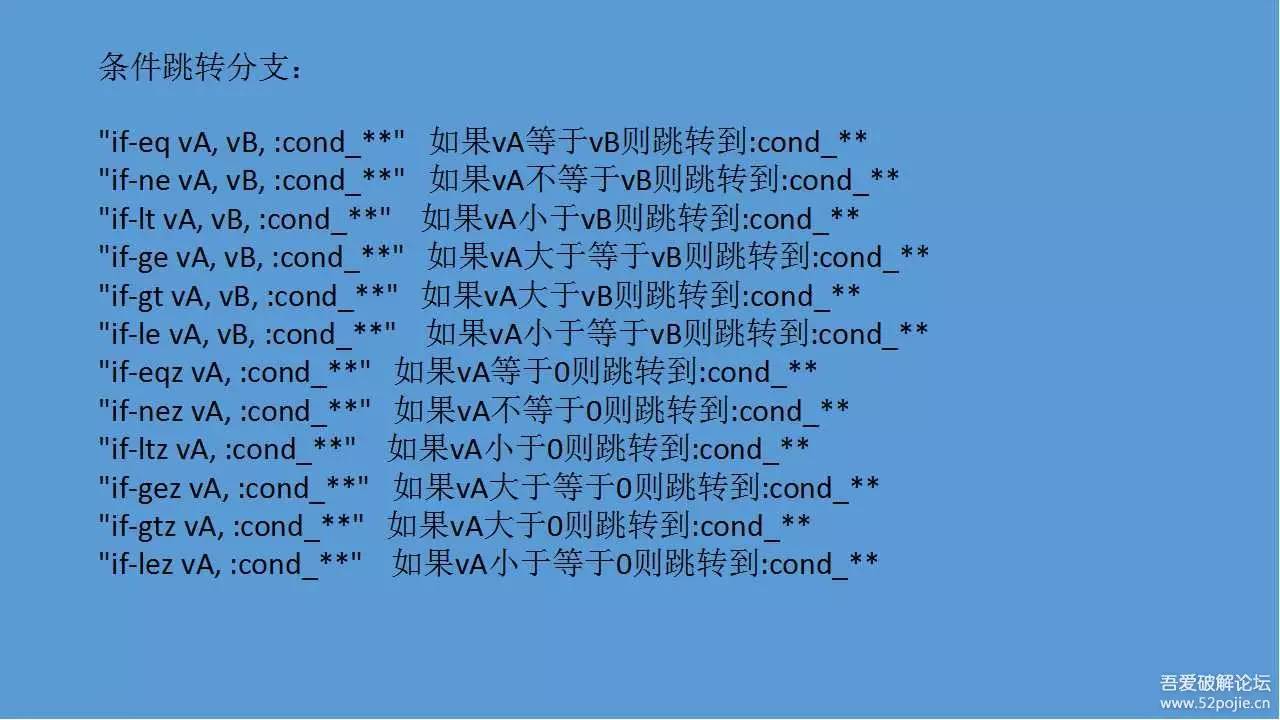 条件跳转分支：
"if-eq vA, vB, :cond_**" 如果vA等于vB则跳转到:cond_**
"if-ne vA, vB, :cond_**" 如果vA不等于vB则跳转到:cond_**
"if-lt vA, vB, :cond_**" 如果vA小于vB则跳转到:cond_**
"if-ge vA, vB, :cond_**" 如果vA大于等于vB则跳转到:cond_**
"if-gt vA, vB, :cond_**" 如果vA大于vB则跳转到:cond_**
"if-le vA, vB, :cond_**" 如果vA小于等于vB则跳转到:cond_**
"if-eqz vA, :cond_**" 如果vA等于0则跳转到:cond_**
"if-nez vA, :cond_**" 如果vA不等于0则跳转到:cond_**
"if-ltz vA, :cond_**" 如果vA小于0则跳转到:cond_**
"if-gez vA, :cond_**" 如果vA大于等于0则跳转到:cond_**
"if-gtz vA, :cond_**" 如果vA大于0则跳转到:cond_**
"if-lez vA, :cond_**" 如果vA小于等于0则跳转到:cond_**
吾爱破解论坛
www.52pojie.cn